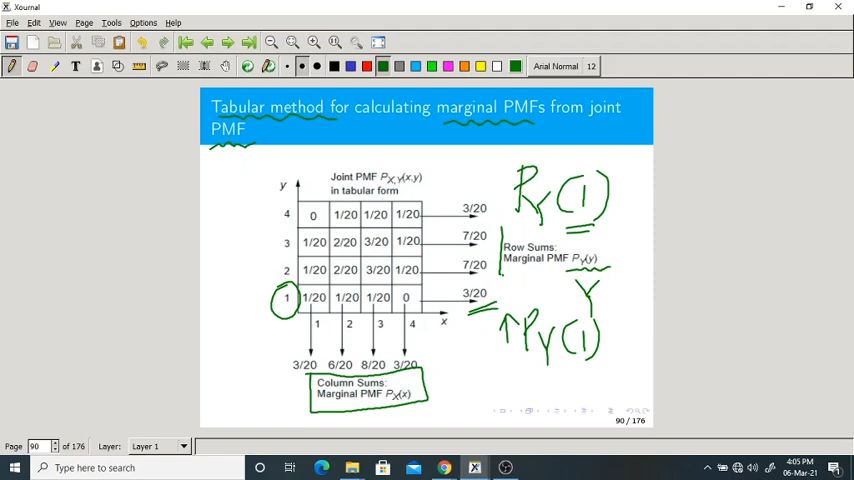 Xournal
File Edit View Page Tools Options Help
Arial Normal 12
Tabular method for calculating marginal PMFs from joint
PMF
Joint PMF PX,Y(x,y)
in tabular form
y
4 0 1/20 1/20 1/20 3/20
3 1/20 2/20 3/20 1/20 7/20
2 1/20 2/20 3/20 1/20 7/20
1 1/20 1/20 1/20 0 3/20
1 2 3 4 x
3/20 6/20 8/20 3/20
Row Sums:
Marginal PMF PY(y)
Column Sums:
Marginal PMF PX(x)
PY(1)
Y
↑PY(1)
90 / 176
Page 90 of 176 Layer: Layer 1
Type here to search
4:05 PM
06-Mar-21